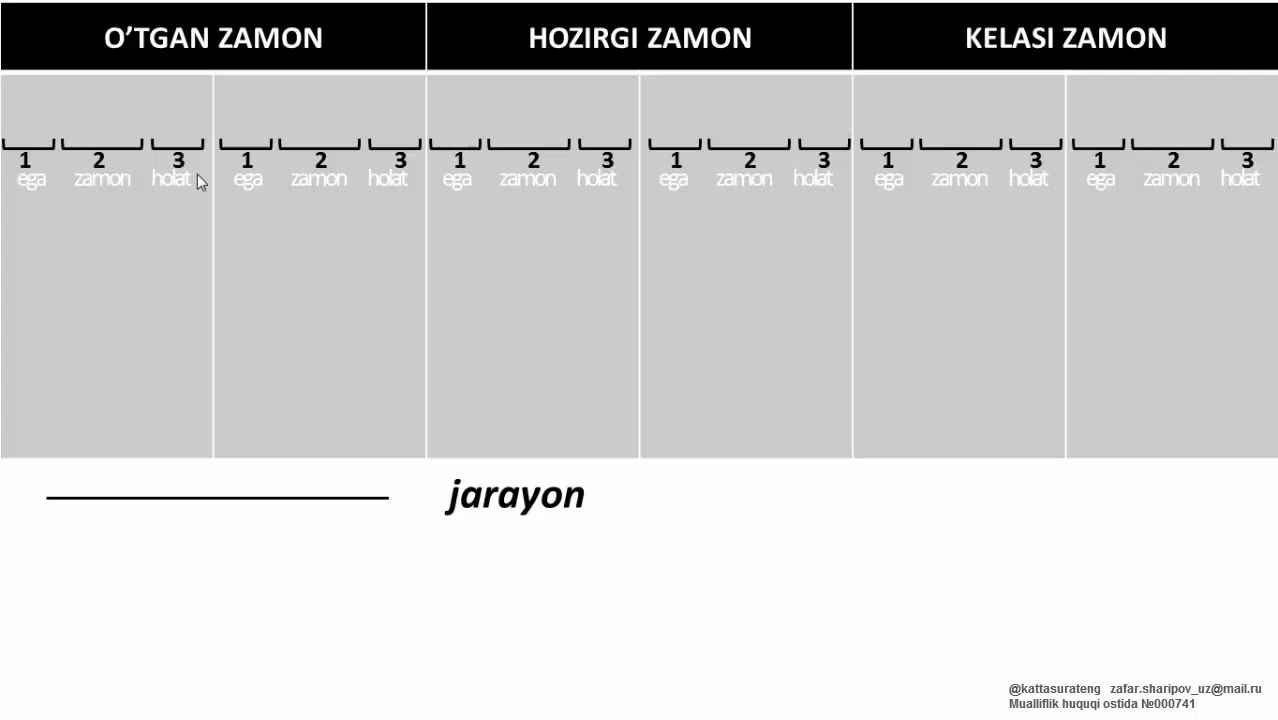 O’TGAN ZAMON HOZIRGI ZAMON KELASI ZAMON
1 2 3 1 2 3 1 2 3 1 2 3 1 2 3 1 2 3
ega zamon holat ega zamon holat ega zamon holat ega zamon holat ega zamon holat ega zamon holat
jarayon
@kattasurateng zafar.sharipov_uz@mail.ru
Mualliflik huquqi ostida №000741